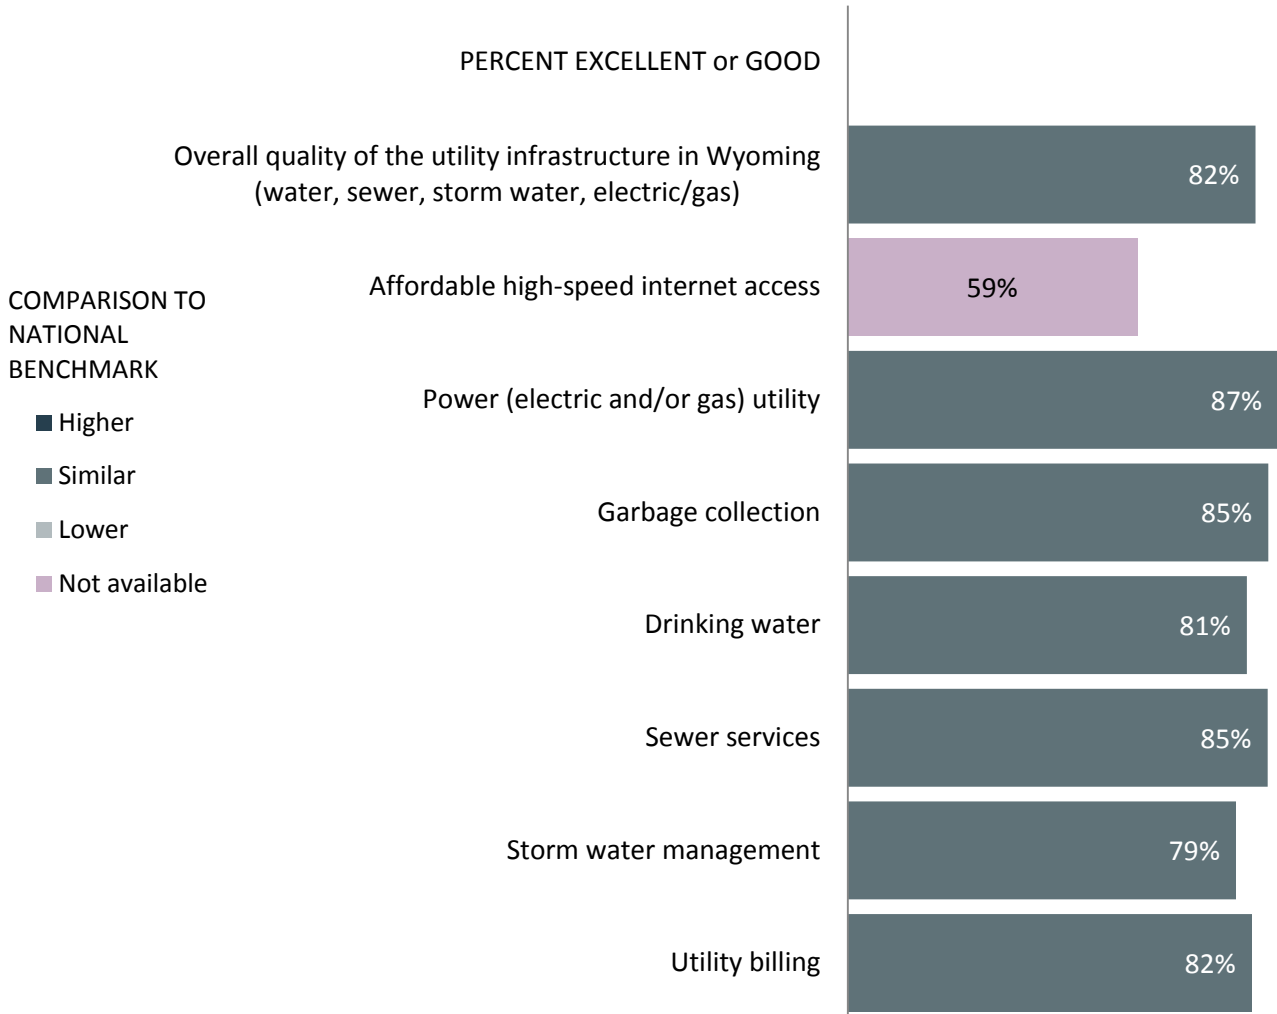 PERCENT EXCELLENT or GOOD
Overall quality of the utility infrastructure in Wyoming
(water, sewer, storm water, electric/gas)
82%
Affordable high-speed internet access
59%
Power (electric and/or gas) utility
87%
Garbage collection
85%
Drinking water
81%
Sewer services
85%
Storm water management
79%
Utility billing
82%
COMPARISON TO
NATIONAL
BENCHMARK
Higher
Similar
Lower
Not available